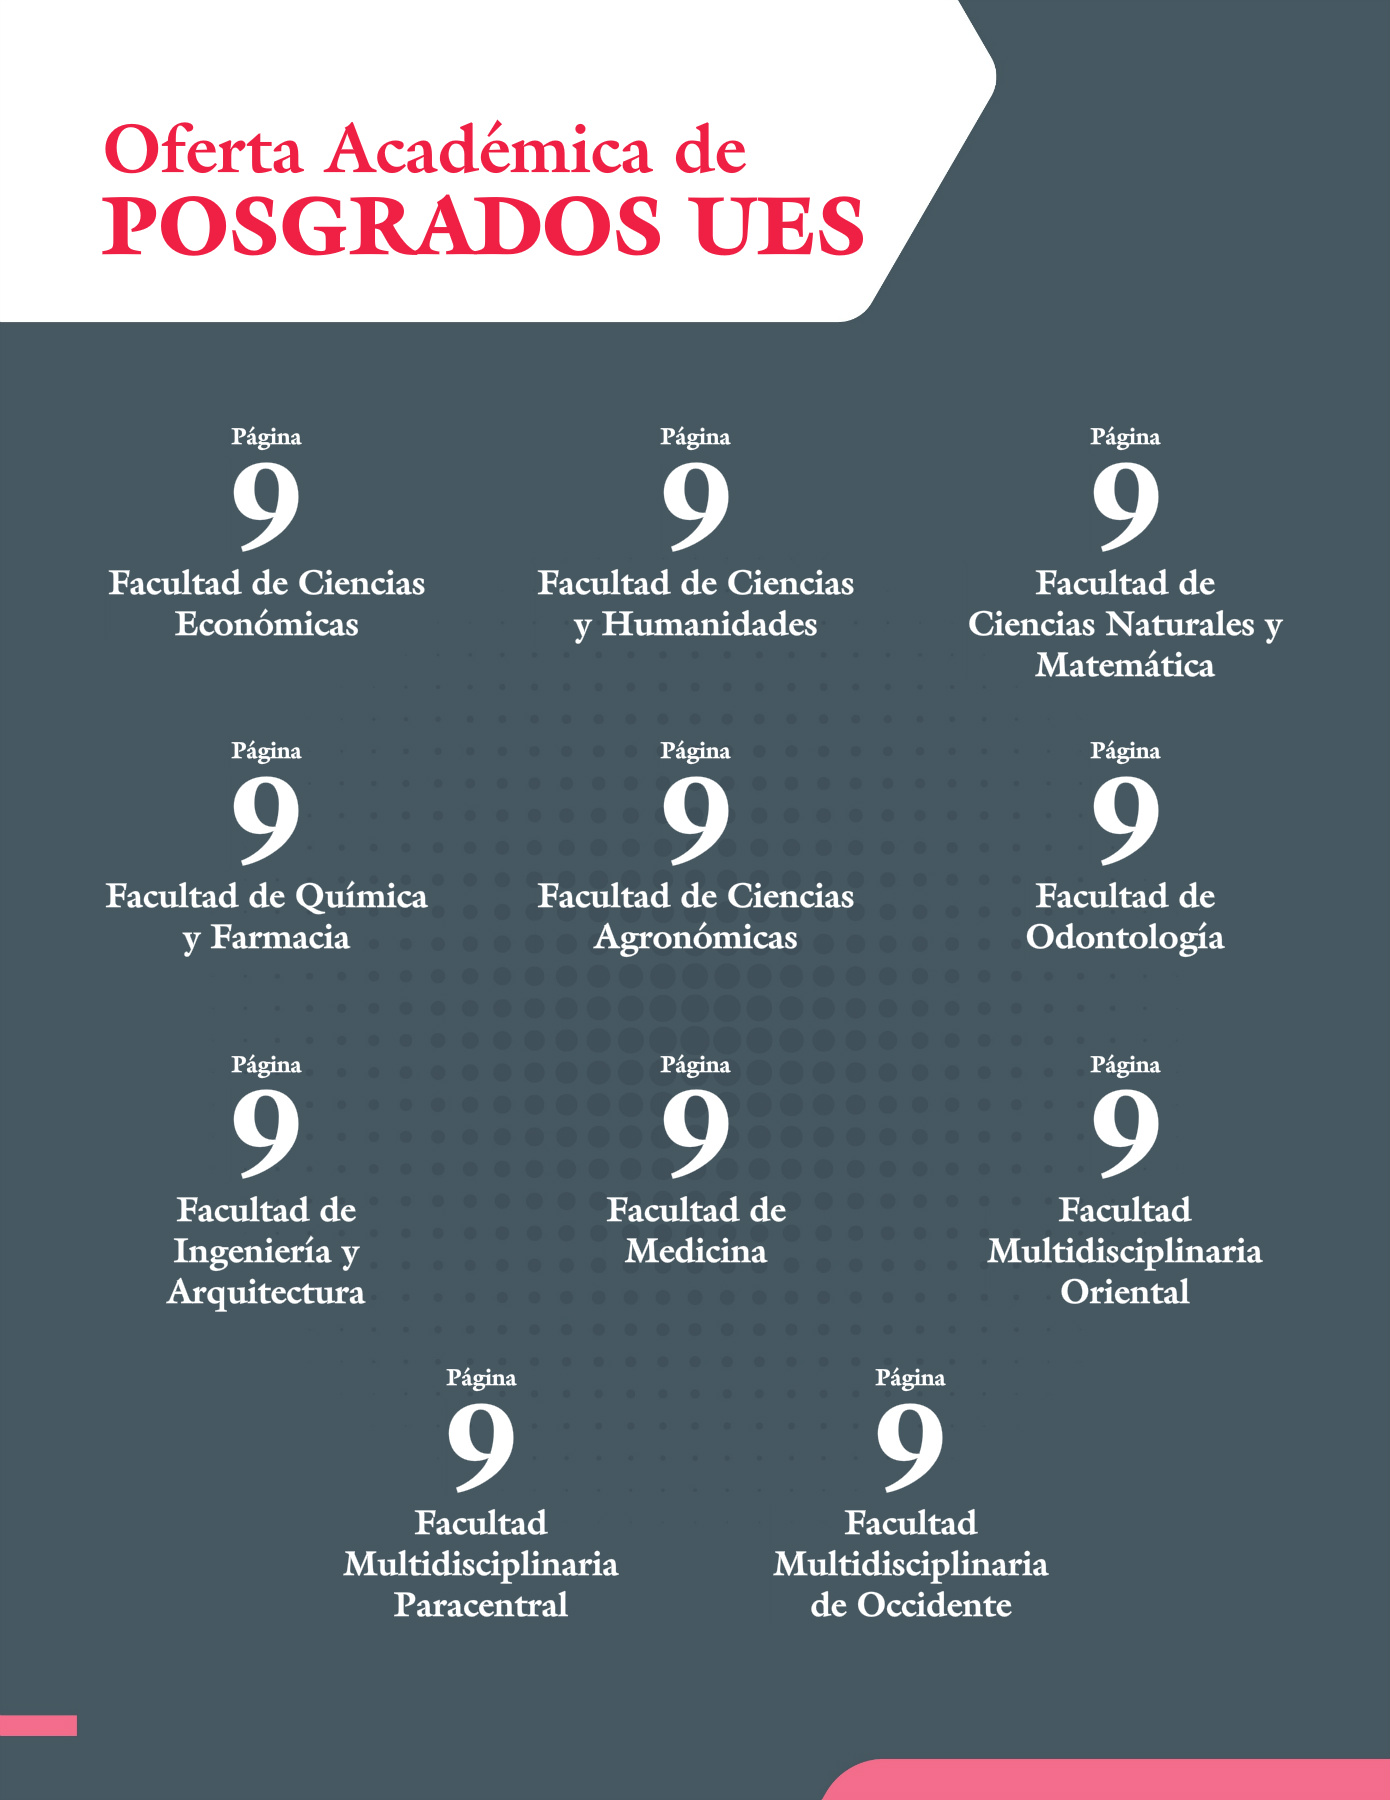 Oferta Académica de
POSGRADOS UES
Página
9
Facultad de Ciencias
Económicas
Página
9
Facultad de Ciencias
y Humanidades
Página
9
Facultad de
Ciencias Naturales y
Matemática
Página
9
Facultad de Química
y Farmacia
Página
9
Facultad de Ciencias
Agronómicas
Página
9
Facultad de
Odontología
Página
9
Facultad de
Ingeniería y
Arquitectura
Página
9
Facultad de
Medicina
Página
9
Facultad
Multidisciplinaria
Oriental
Página
9
Facultad
Multidisciplinaria
Paracentral
Página
9
Facultad
Multidisciplinaria
de Occidente